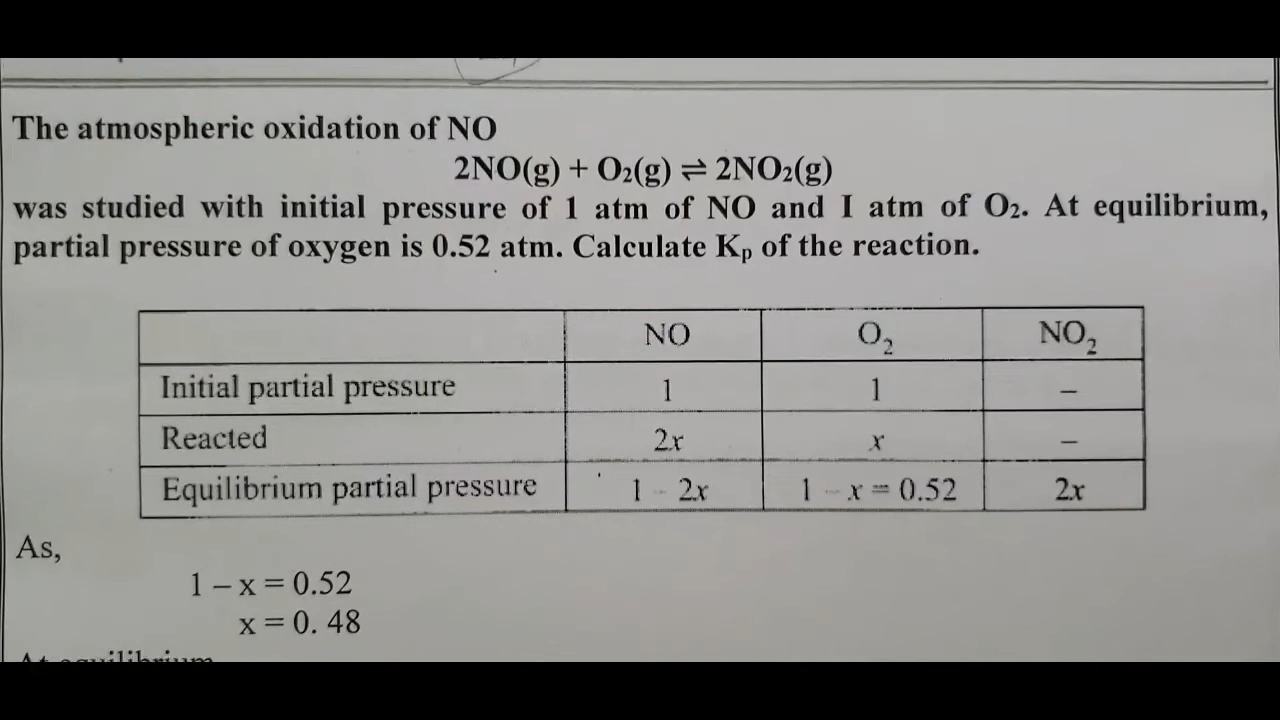 The atmospheric oxidation of NO
2NO(g) + O₂(g) ⇌ 2NO₂(g)
was studied with initial pressure of 1 atm of NO and I atm of O₂. At equilibrium,
partial pressure of oxygen is 0.52 atm. Calculate Kₚ of the reaction.
NO O₂ NO₂
Initial partial pressure 1 1 –
Reacted 2x x –
Equilibrium partial pressure 1 - 2x 1 - x = 0.52 2x
As,
1 – x = 0.52
x = 0. 48
At equilibrium